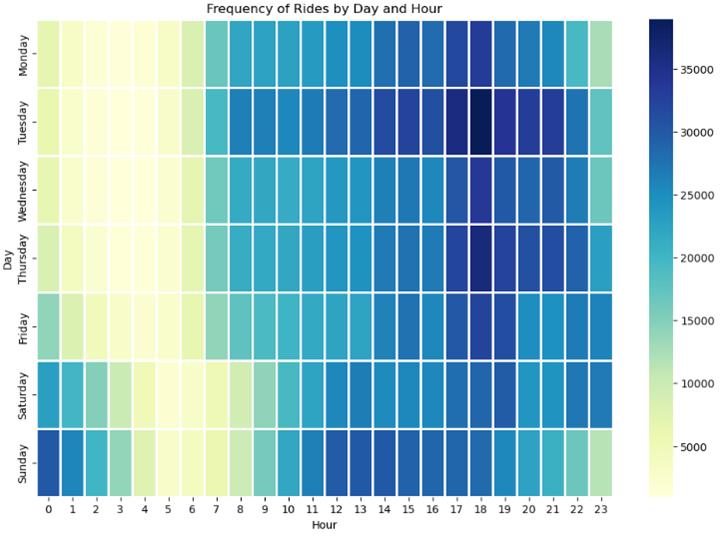 Frequency of Rides by Day and Hour
Day
Monday
Tuesday
Wednesday
Thursday
Friday
Saturday
Sunday
0 1 2 3 4 5 6 7 8 9 10 11 12 13 14 15 16 17 18 19 20 21 22 23
Hour
35000
30000
25000
20000
15000
10000
5000